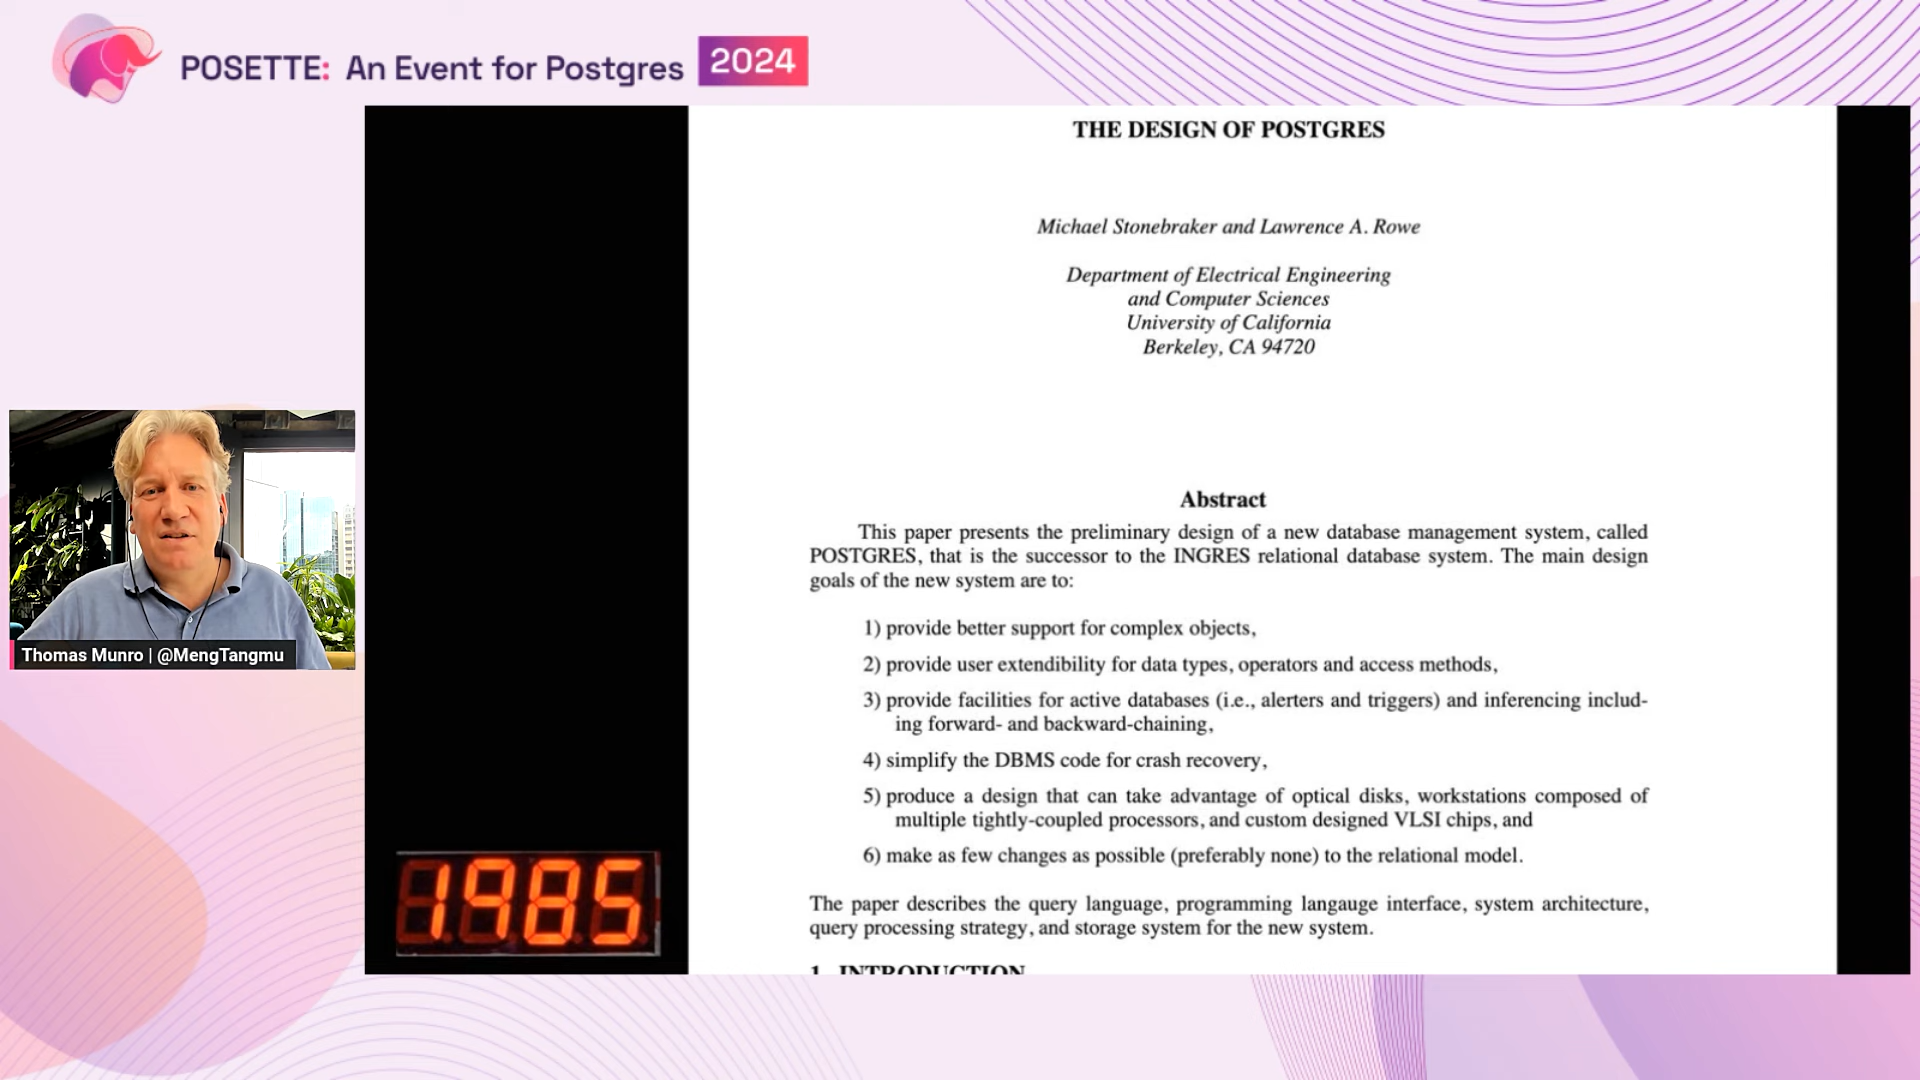 POSETTE: An Event for Postgres 2024
THE DESIGN OF POSTGRES
Michael Stonebraker and Lawrence A. Rowe
Department of Electrical Engineering
and Computer Sciences
University of California
Berkeley, CA 94720
Abstract
This paper presents the preliminary design of a new database management system, called
POSTGRES, that is the successor to the INGRES relational database system. The main design
goals of the new system are to:
1) provide better support for complex objects,
2) provide user extendibility for data types, operators and access methods,
3) provide facilities for active databases (i.e., alerters and triggers) and inferencing includ-
ing forward- and backward-chaining,
4) simplify the DBMS code for crash recovery,
5) produce a design that can take advantage of optical disks, workstations composed of
multiple tightly-coupled processors, and custom designed VLSI chips, and
6) make as few changes as possible (preferably none) to the relational model.
The paper describes the query language, programming langauge interface, system architecture,
query processing strategy, and storage system for the new system.
1. INTRODUCTION
Thomas Munro | @MengTangmu
1985